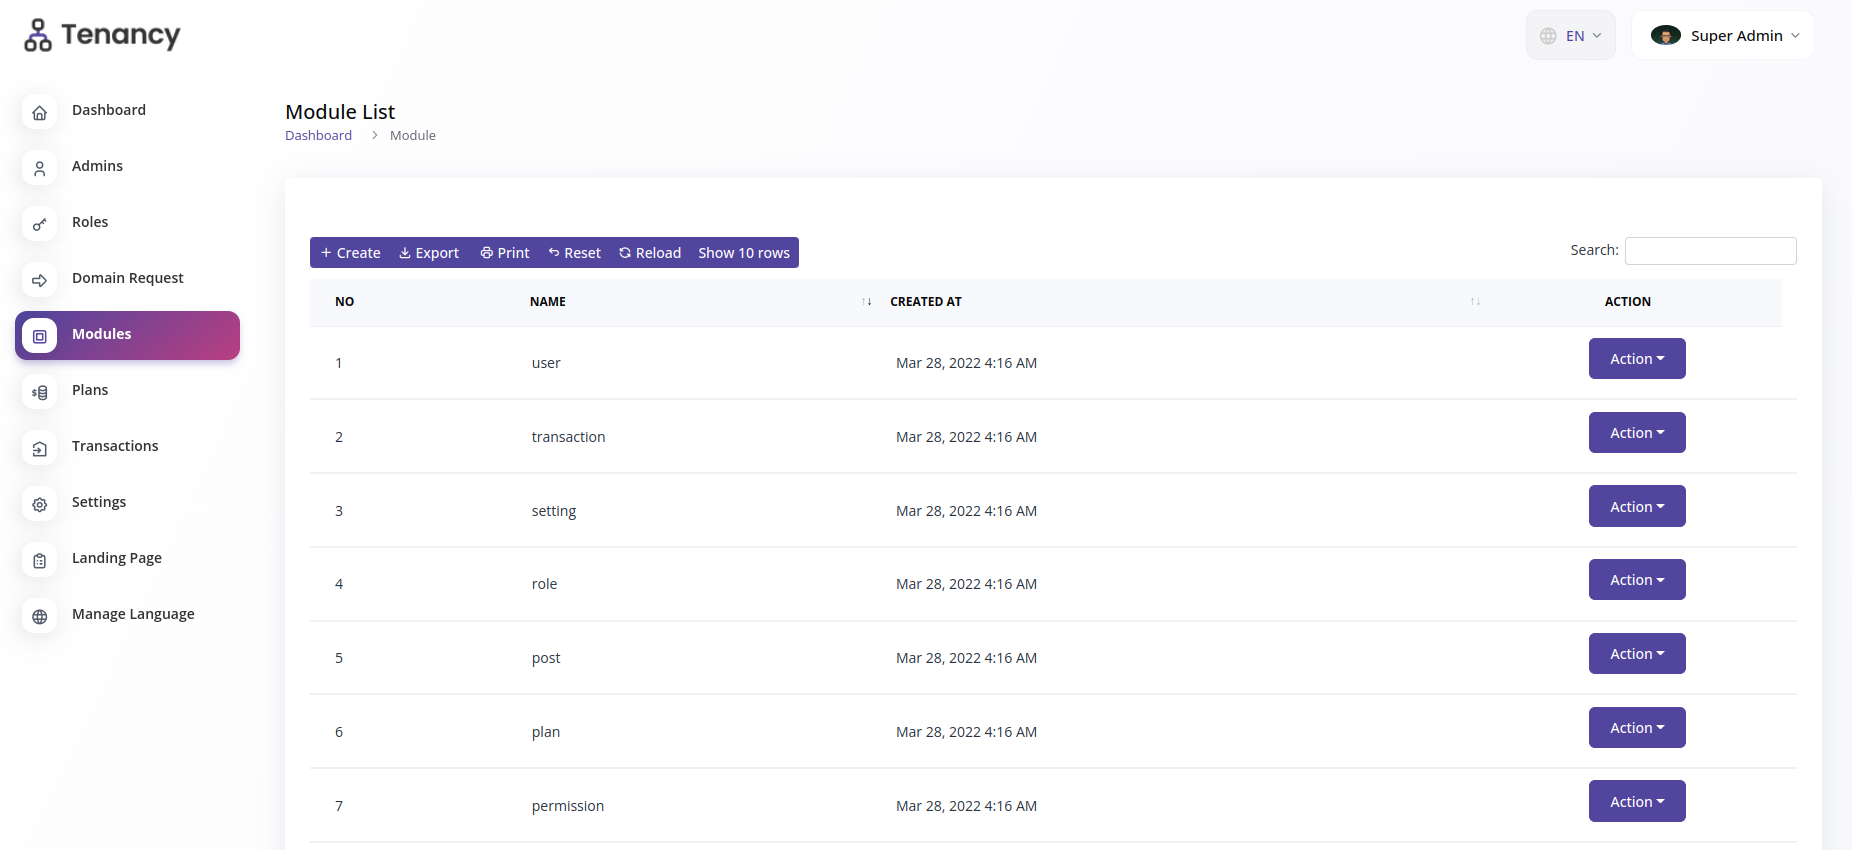 Tenancy
EN
Super Admin
Dashboard
Admins
Roles
Domain Request
Modules
Plans
Transactions
Settings
Landing Page
Manage Language
Module List
Dashboard > Module
+ Create Export Print Reset Reload Show 10 rows
Search:
NO NAME ↑↓ CREATED AT ↑↓ ACTION
1 user Mar 28, 2022 4:16 AM Action
2 transaction Mar 28, 2022 4:16 AM Action
3 setting Mar 28, 2022 4:16 AM Action
4 role Mar 28, 2022 4:16 AM Action
5 post Mar 28, 2022 4:16 AM Action
6 plan Mar 28, 2022 4:16 AM Action
7 permission Mar 28, 2022 4:16 AM Action